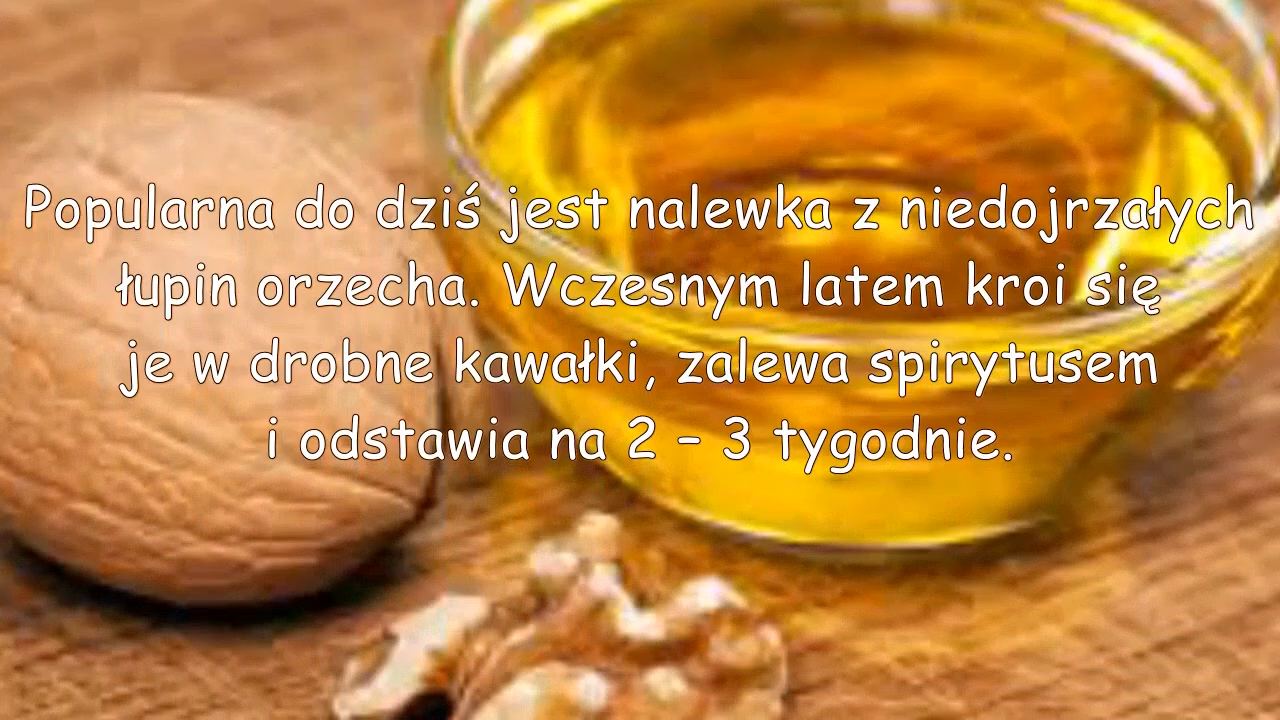 Popularna do dziś jest nalewka z niedojrzałych
łupin orzecha. Wczesnym latem kroi się
je w drobne kawałki, zalewa spirytusem
i odstawia na 2 – 3 tygodnie.